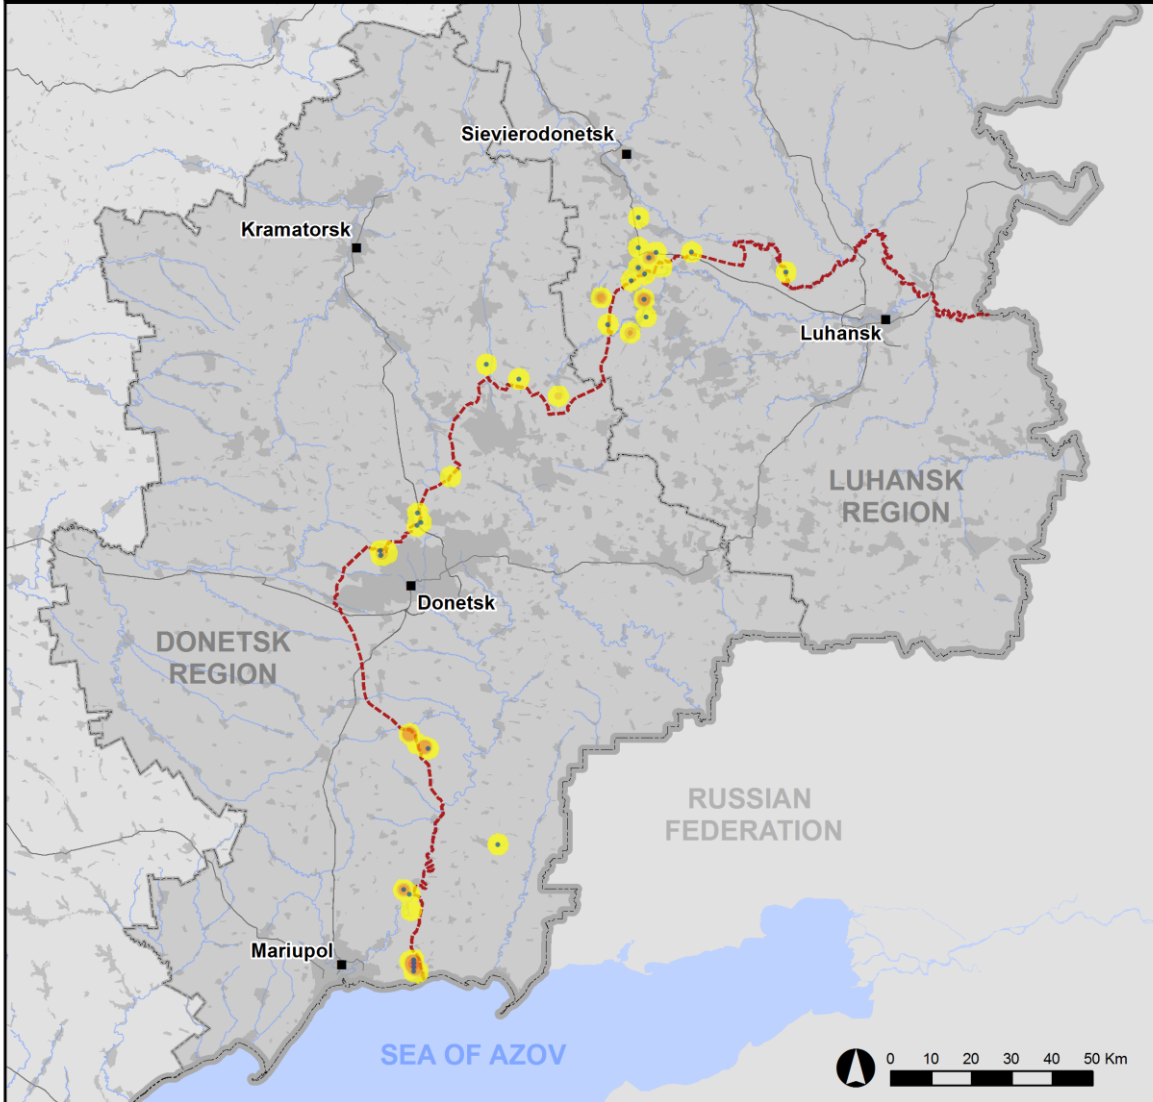 Sievierodonetsk
Kramatorsk
Luhansk
LUHANSK
REGION
Donetsk
DONETSK
REGION
RUSSIAN
FEDERATION
Mariupol
SEA OF AZOV
0 10 20 30 40 50 Km